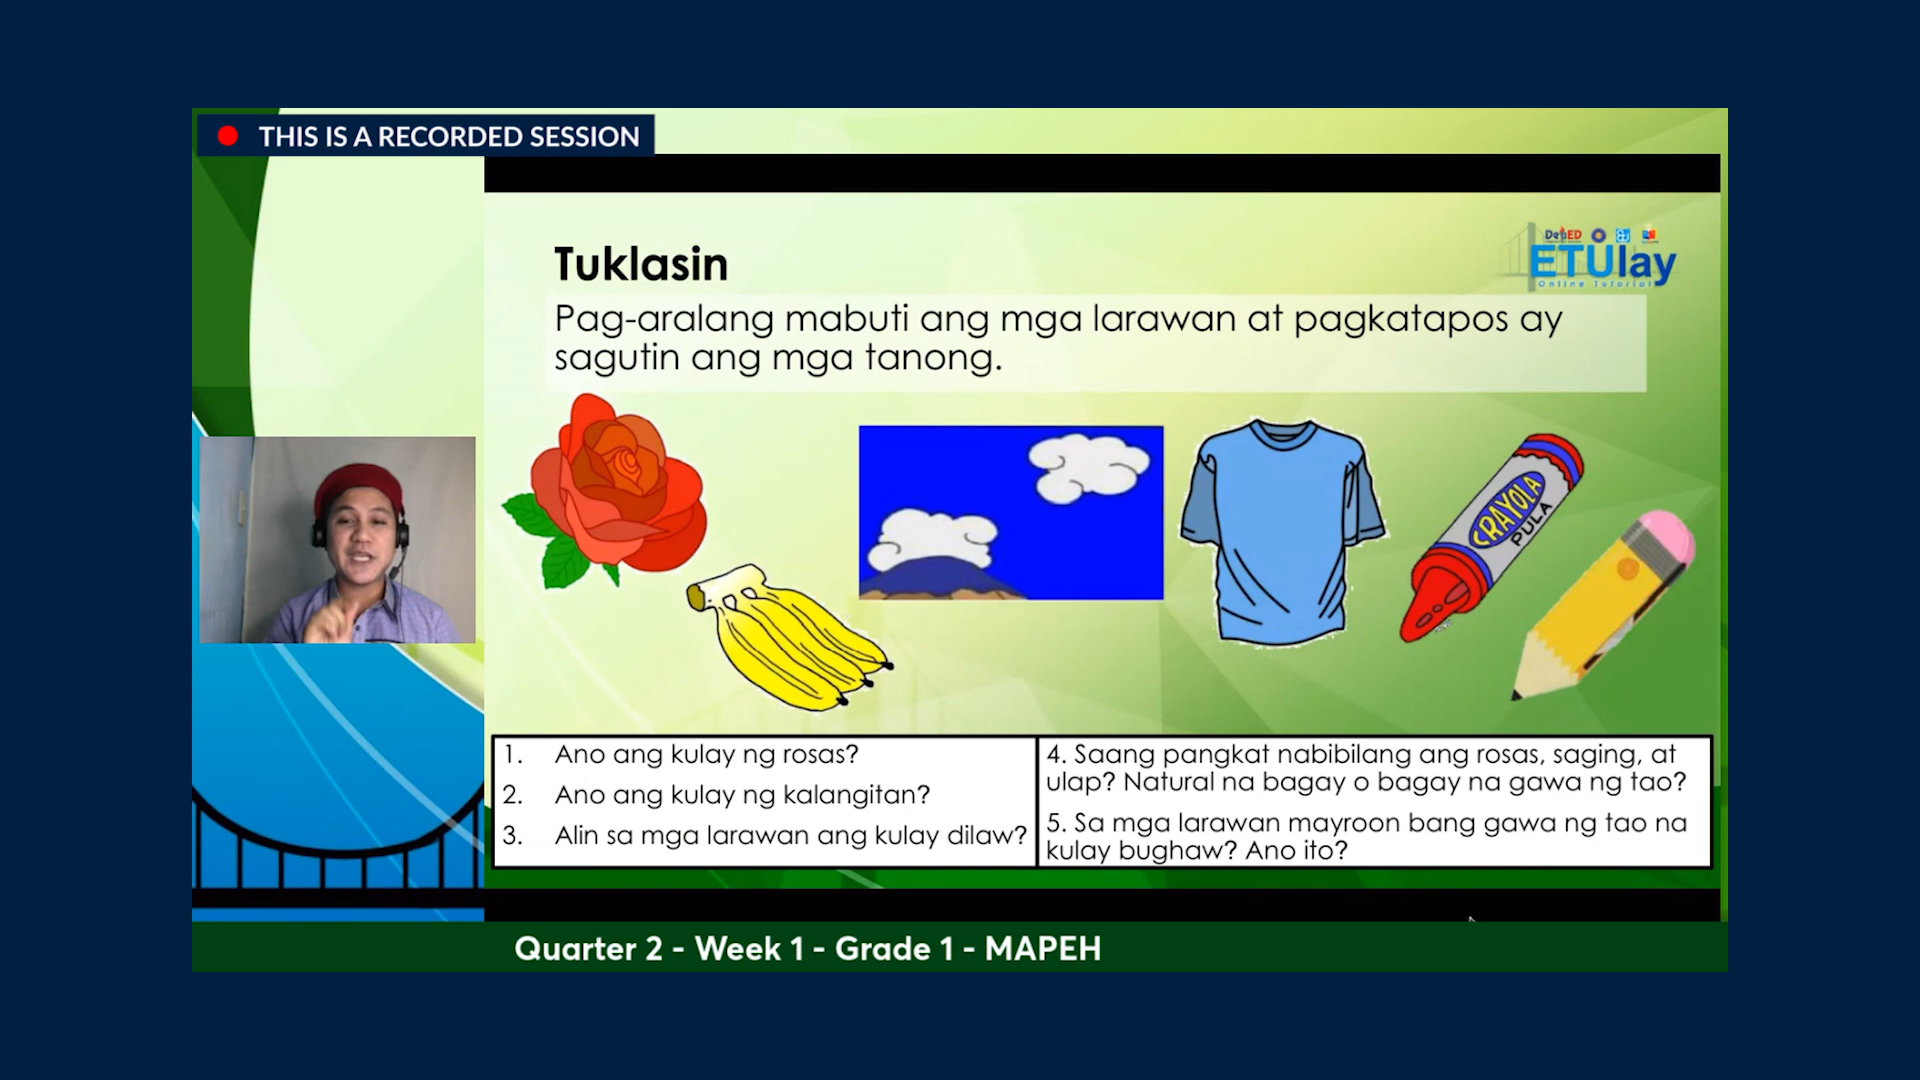 THIS IS A RECORDED SESSION
DepED
ETUlay
Online Tutorial
Tuklasin
Pag-aralang mabuti ang mga larawan at pagkatapos ay
sagutin ang mga tanong.
CRAYOLA
PULA
1. Ano ang kulay ng rosas?
2. Ano ang kulay ng kalangitan?
3. Alin sa mga larawan ang kulay dilaw?
4. Saang pangkat nabibilang ang rosas, saging, at
ulap? Natural na bagay o bagay na gawa ng tao?
5. Sa mga larawan mayroon bang gawa ng tao na
kulay bughaw? Ano ito?
Quarter 2 - Week 1 - Grade 1 - MAPEH